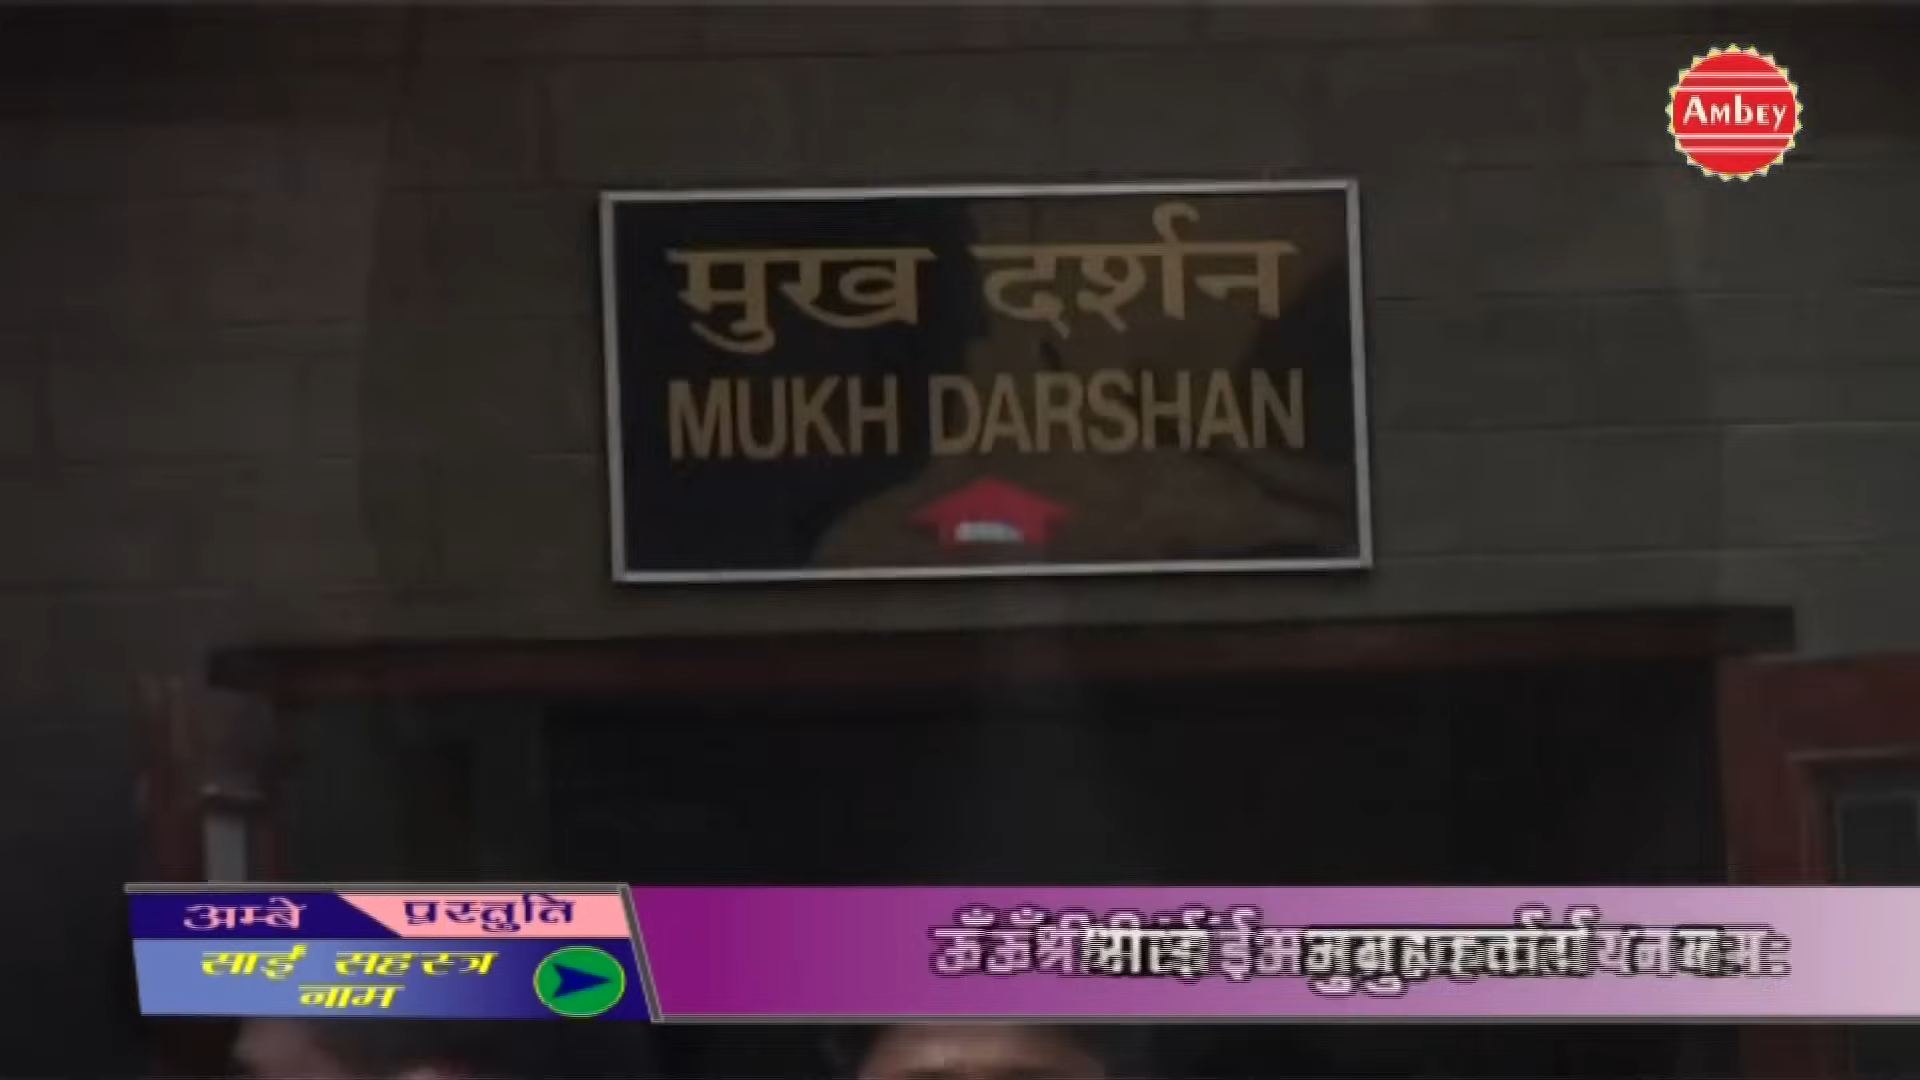 Ambey
मुख दर्शन
MUKH DARSHAN
अम्बे प्रस्तुति
साईं सहस्त्र
नाम